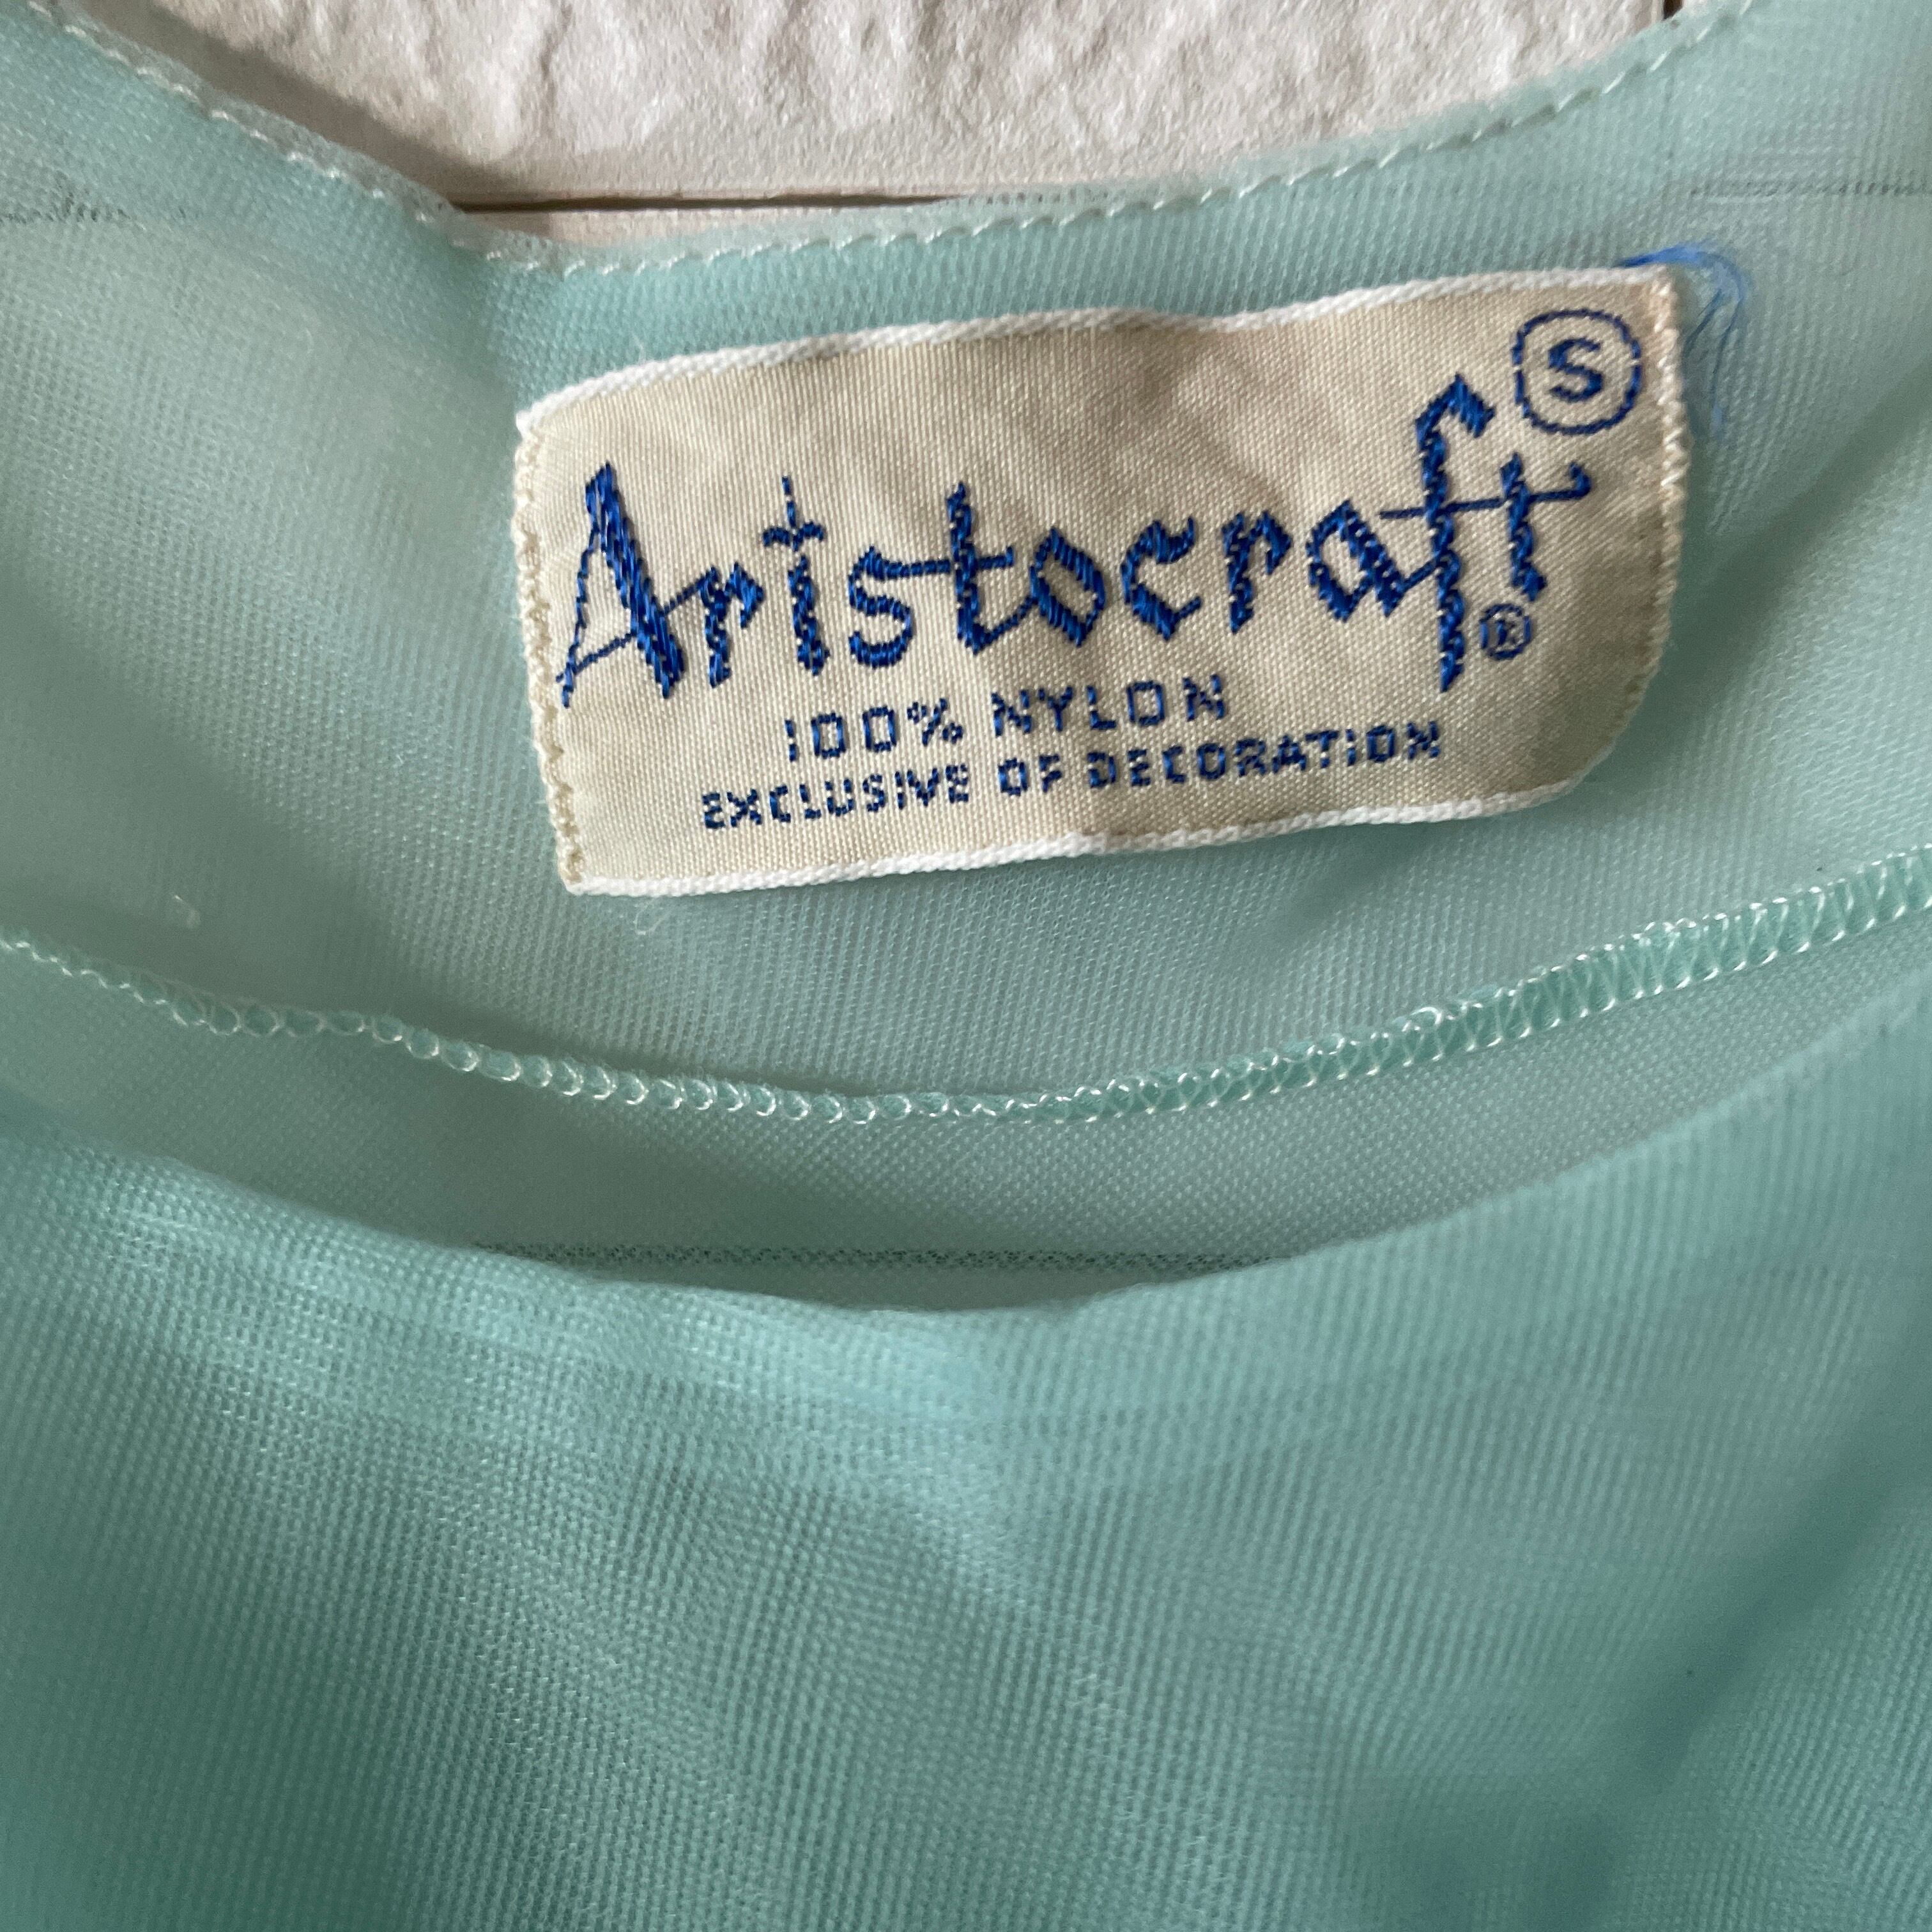 Ⓢ
Aristocraft®
100% NYLON
EXCLUSIVE OF DECORATION